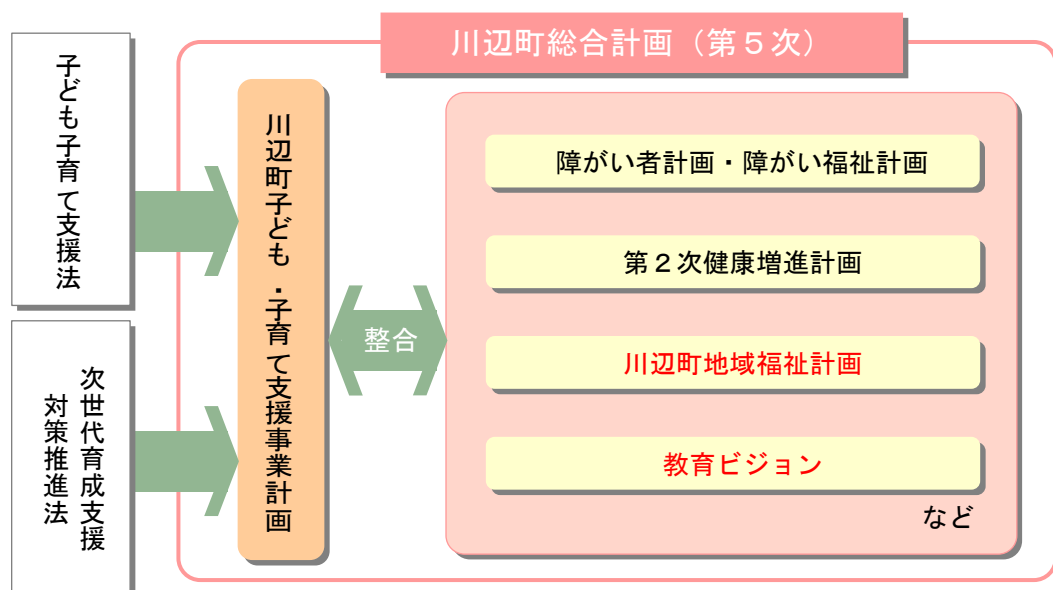 川辺町総合計画（第５次）
子ども子育て支援法
次世代育成支援
対策推進法
川辺町子ども・子育て支援事業計画
整合
障がい者計画・障がい福祉計画
第２次健康増進計画
川辺町地域福祉計画
教育ビジョン
など